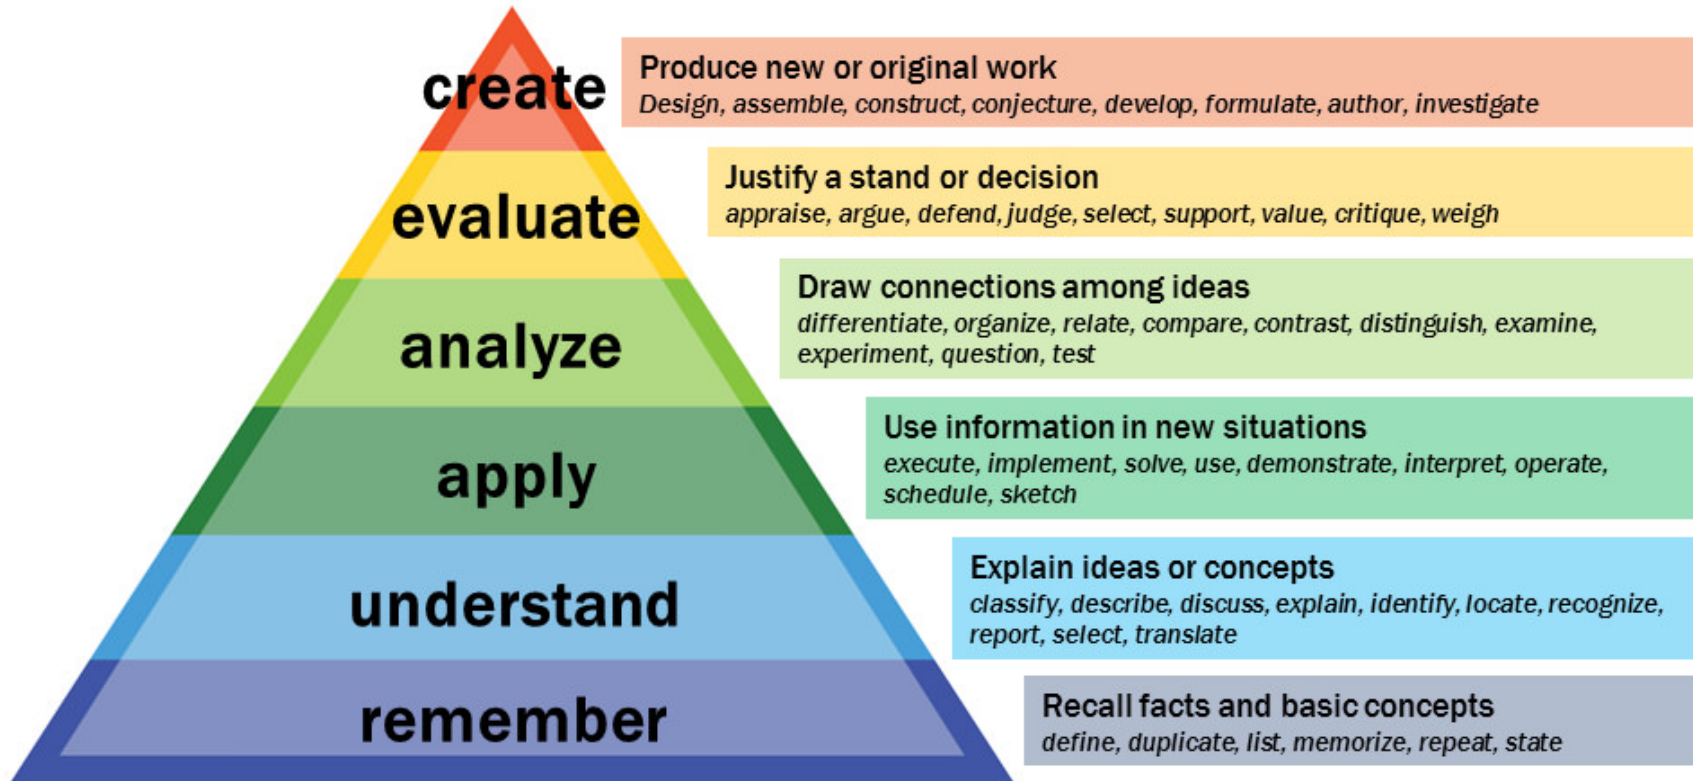 create
Produce new or original work
Design, assemble, construct, conjecture, develop, formulate, author, investigate
evaluate
Justify a stand or decision
appraise, argue, defend, judge, select, support, value, critique, weigh
analyze
Draw connections among ideas
differentiate, organize, relate, compare, contrast, distinguish, examine,
experiment, question, test
apply
Use information in new situations
execute, implement, solve, use, demonstrate, interpret, operate,
schedule, sketch
understand
Explain ideas or concepts
classify, describe, discuss, explain, identify, locate, recognize,
report, select, translate
remember
Recall facts and basic concepts
define, duplicate, list, memorize, repeat, state